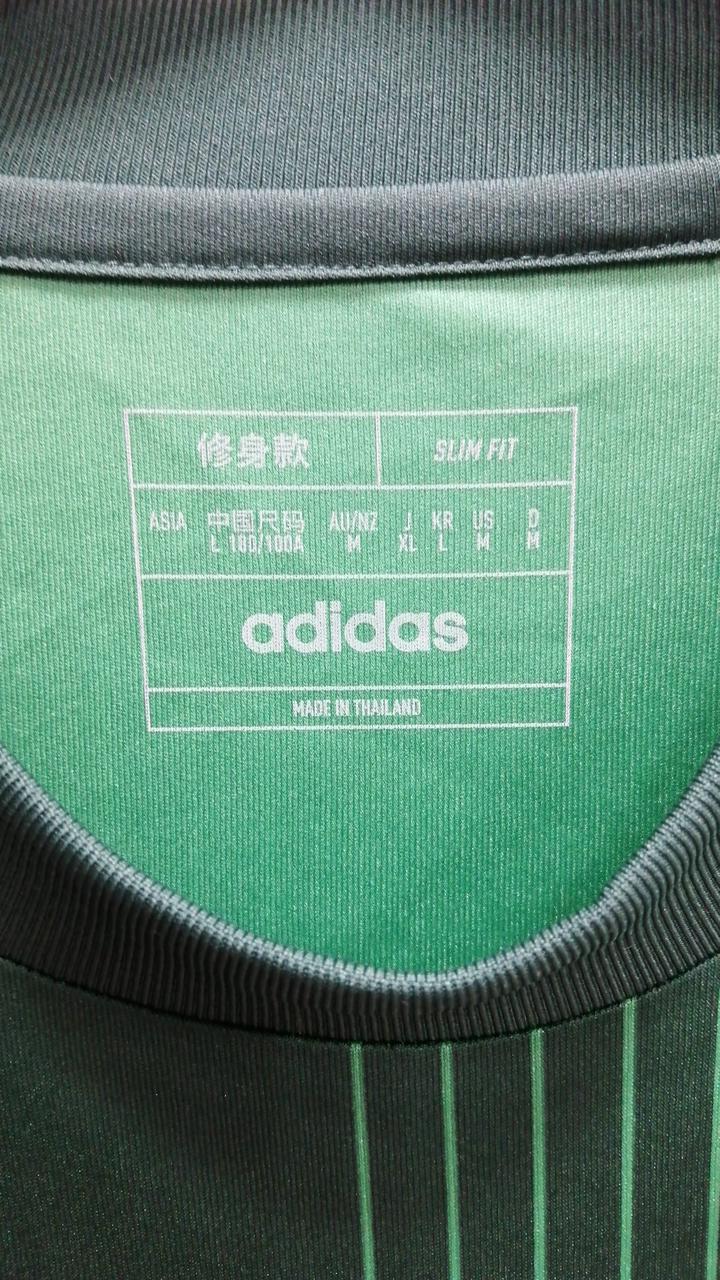 修身款 SLIM FIT
ASIA 中国尺码 AU/NZ J KR US D
L 180/100A M XL L M M
adidas
MADE IN THAILAND